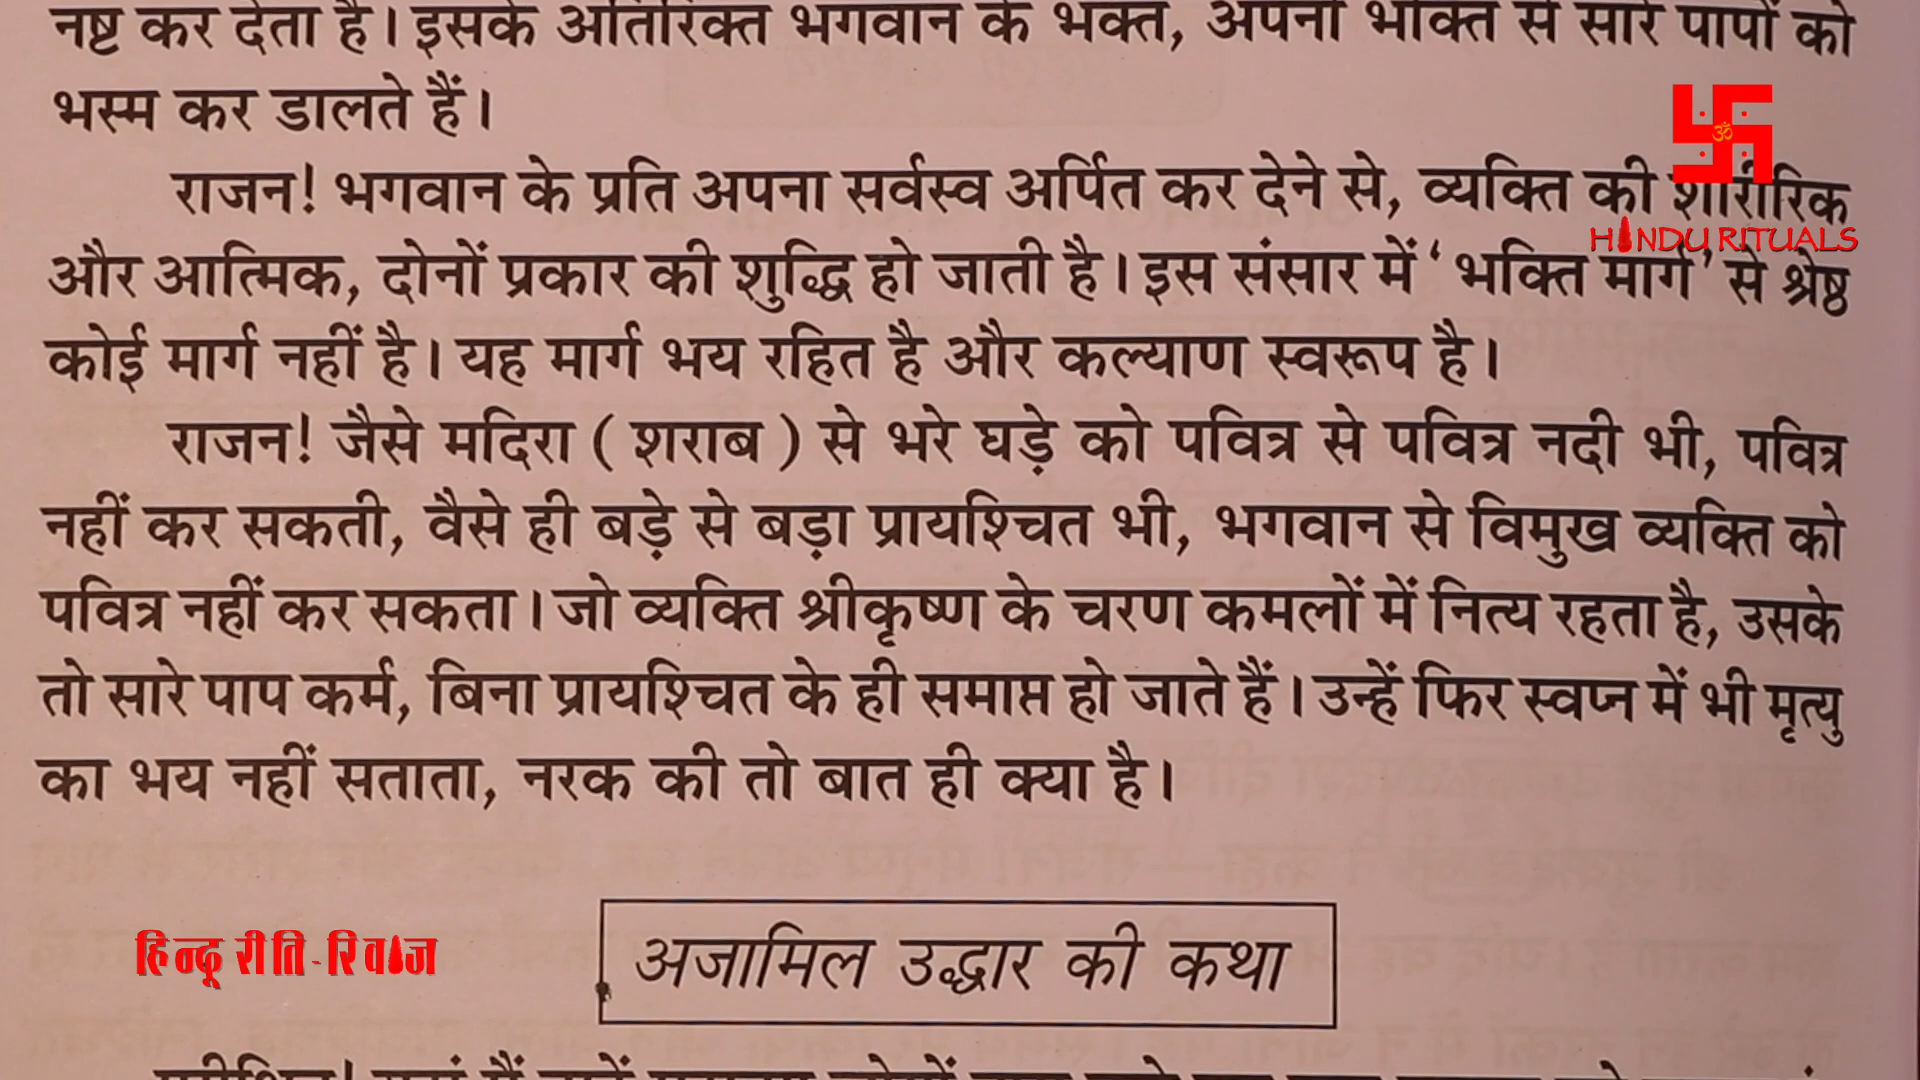 नष्ट कर देता है। इसके अतिरिक्त भगवान के भक्त, अपनी भक्ति से सारे पापों को
भस्म कर डालते हैं।
राजन! भगवान के प्रति अपना सर्वस्व अर्पित कर देने से, व्यक्ति की शारीरिक
HINDU RITUALS
और आत्मिक, दोनों प्रकार की शुद्धि हो जाती है। इस संसार में ‘भक्ति मार्ग’ से श्रेष्ठ
कोई मार्ग नहीं है। यह मार्ग भय रहित है और कल्याण स्वरूप है।
राजन! जैसे मदिरा ( शराब ) से भरे घड़े को पवित्र से पवित्र नदी भी, पवित्र
नहीं कर सकती, वैसे ही बड़े से बड़ा प्रायश्चित भी, भगवान से विमुख व्यक्ति को
पवित्र नहीं कर सकता। जो व्यक्ति श्रीकृष्ण के चरण कमलों में नित्य रहता है, उसके
तो सारे पाप कर्म, बिना प्रायश्चित के ही समाप्त हो जाते हैं। उन्हें फिर स्वप्न में भी मृत्यु
का भय नहीं सताता, नरक की तो बात ही क्या है।
हिन्दू रीति-रिवाज
अजामिल उद्धार की कथा